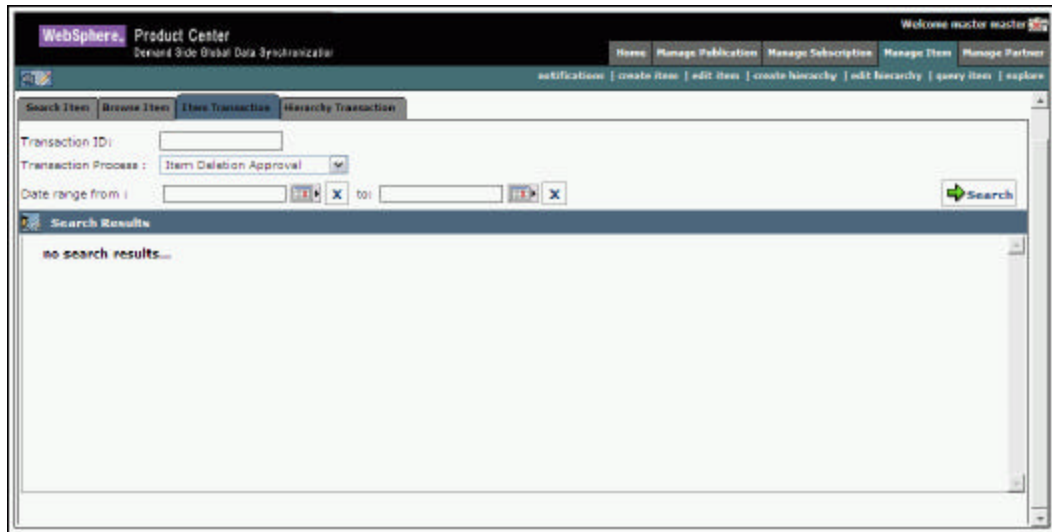 Welcome master master
WebSphere. Product Center
Demand Side Global Data Synchronization
Home Manage Publication Manage Subscription Manage Item Manage Partner
notifications | create item | edit item | create hierarchy | edit hierarchy | query item | explore
Search Item Browse Item Item Transaction Hierarchy Transaction
Transaction ID:
Transaction Process : Item Deletion Approval
Date range from : X to: X
Search
Search Results
no search results...